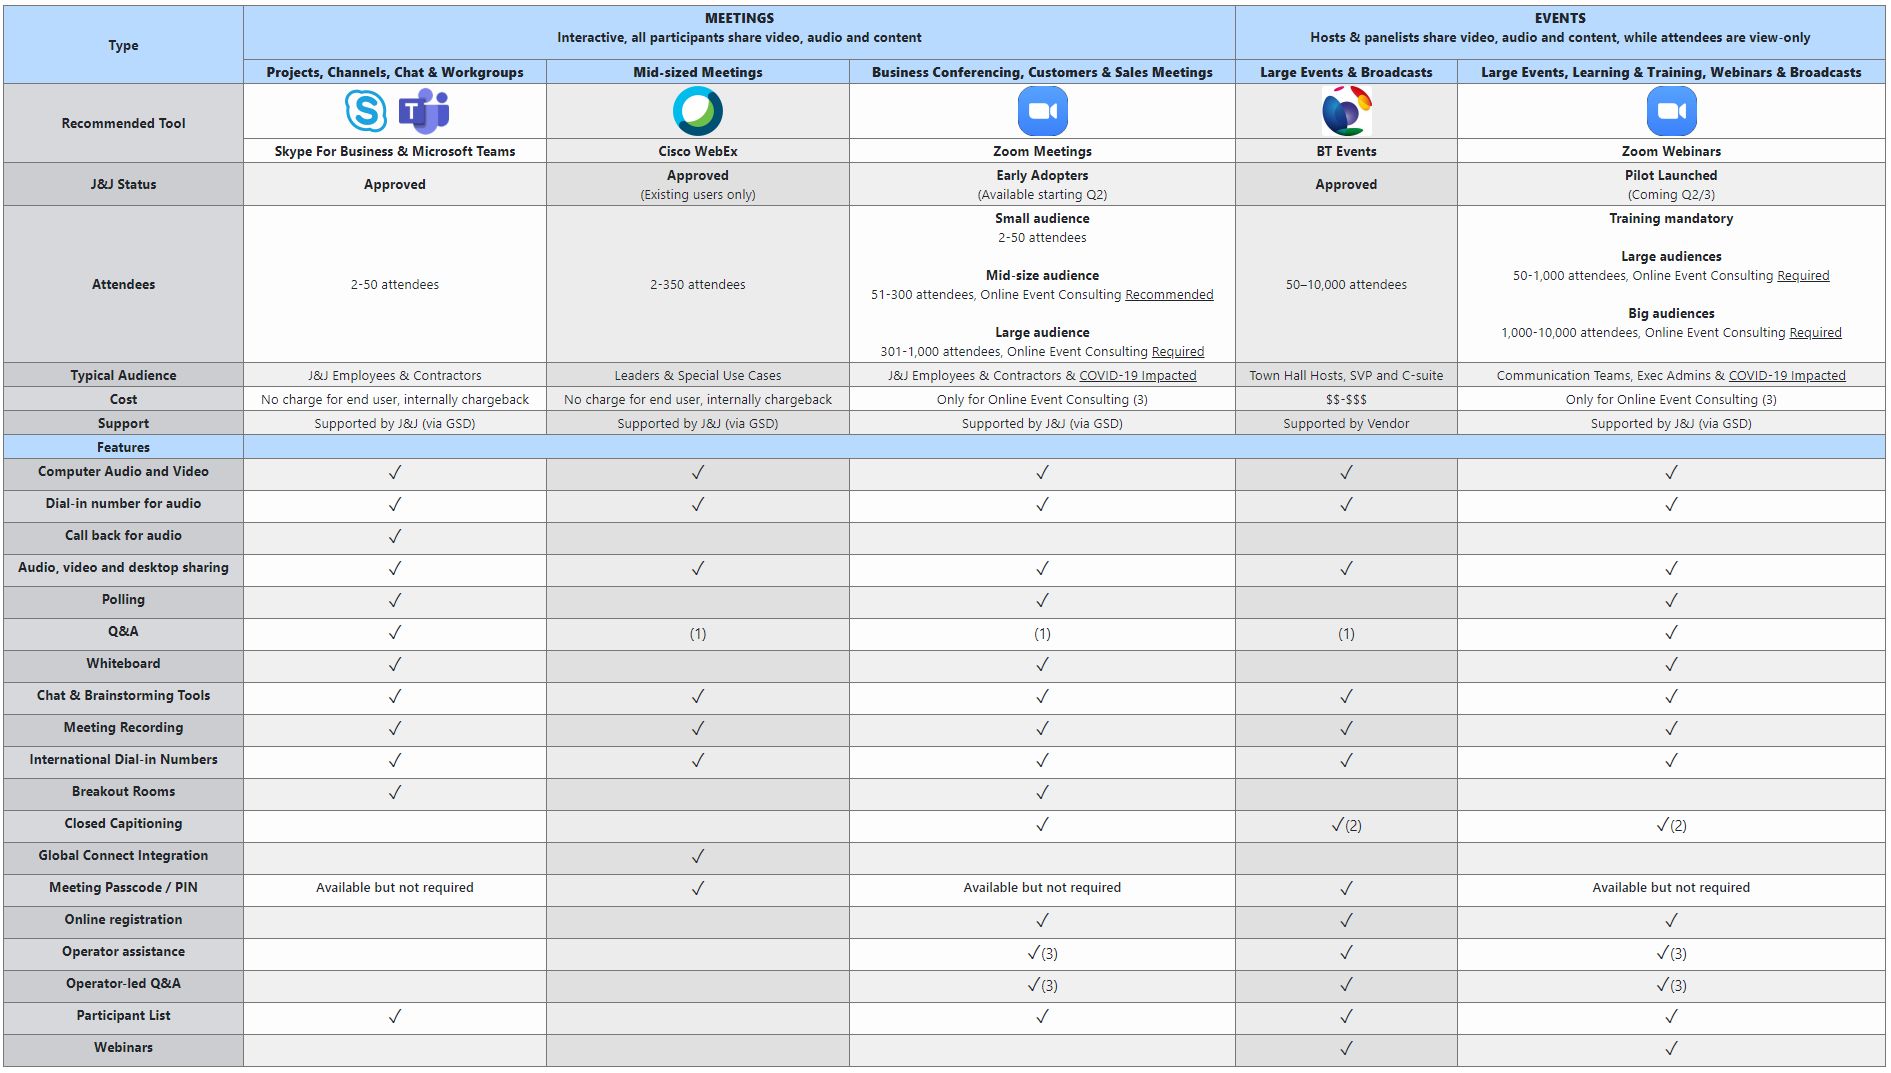 Type
MEETINGS
Interactive, all participants share video, audio and content
EVENTS
Hosts & panelists share video, audio and content, while attendees are view-only
Projects, Channels, Chat & Workgroups
Mid-sized Meetings
Business Conferencing, Customers & Sales Meetings
Large Events & Broadcasts
Large Events, Learning & Training, Webinars & Broadcasts
Recommended Tool
S T
Skype For Business & Microsoft Teams
Cisco WebEx
Zoom Meetings
BT Events
Zoom Webinars
J&J Status
Approved
Approved
(Existing users only)
Early Adopters
(Available starting Q2)
Approved
Pilot Launched
(Coming Q2/3)
Attendees
2-50 attendees
2-350 attendees
Small audience
2-50 attendees
Mid-size audience
51-300 attendees, Online Event Consulting Recommended
Large audience
301-1,000 attendees, Online Event Consulting Required
50–10,000 attendees
Training mandatory
Large audiences
50-1,000 attendees, Online Event Consulting Required
Big audiences
1,000-10,000 attendees, Online Event Consulting Required
Typical Audience
J&J Employees & Contractors
Leaders & Special Use Cases
J&J Employees & Contractors & COVID-19 Impacted
Town Hall Hosts, SVP and C-suite
Communication Teams, Exec Admins & COVID-19 Impacted
Cost
No charge for end user, internally chargeback
No charge for end user, internally chargeback
Only for Online Event Consulting (3)
$$-$$$
Only for Online Event Consulting (3)
Support
Supported by J&J (via GSD)
Supported by J&J (via GSD)
Supported by J&J (via GSD)
Supported by Vendor
Supported by J&J (via GSD)
Features
Computer Audio and Video ✓ ✓ ✓ ✓ ✓
Dial-in number for audio ✓ ✓ ✓ ✓ ✓
Call back for audio ✓
Audio, video and desktop sharing ✓ ✓ ✓ ✓ ✓
Polling ✓ ✓ ✓
Q&A ✓ (1) (1) (1) ✓
Whiteboard ✓ ✓ ✓
Chat & Brainstorming Tools ✓ ✓ ✓ ✓ ✓
Meeting Recording ✓ ✓ ✓ ✓ ✓
International Dial-in Numbers ✓ ✓ ✓ ✓ ✓
Breakout Rooms ✓ ✓
Closed Capitioning ✓ ✓(2) ✓(2)
Global Connect Integration ✓
Meeting Passcode / PIN Available but not required ✓ Available but not required ✓ Available but not required
Online registration ✓ ✓ ✓
Operator assistance ✓(3) ✓ ✓(3)
Operator-led Q&A ✓(3) ✓ ✓(3)
Participant List ✓ ✓ ✓ ✓
Webinars ✓ ✓